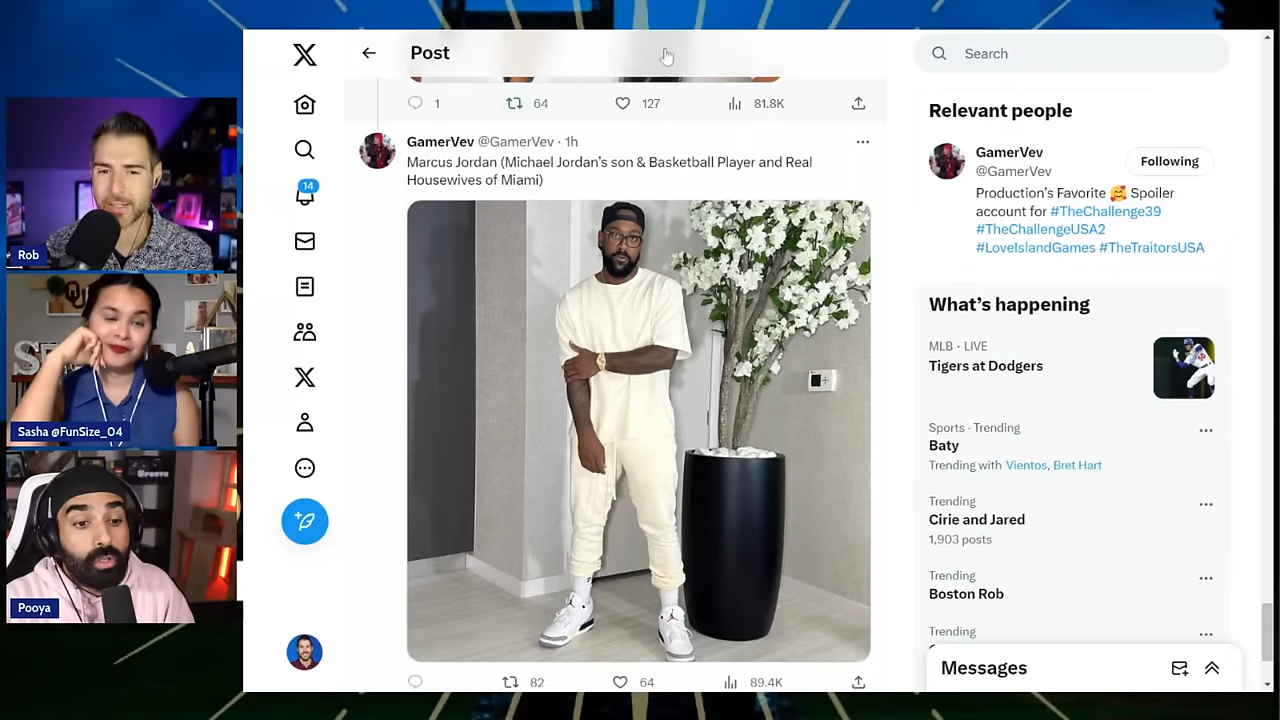 Post
Search
1
64
127
81.8K
GamerVev @GamerVev · 1h
Marcus Jordan (Michael Jordan's son & Basketball Player and Real
Housewives of Miami)
82
64
89.4K
14
Relevant people
GamerVev
@GamerVev
Following
Production's Favorite 🥰 Spoiler
account for #TheChallenge39
#TheChallengeUSA2
#LoveIslandGames #TheTraitorsUSA
What's happening
MLB · LIVE
Tigers at Dodgers
Sports · Trending
Baty
Trending with Vientos, Bret Hart
Trending
Cirie and Jared
1,903 posts
Trending
Boston Rob
Trending
Messages
Rob
Sasha @FunSize_04
Pooya